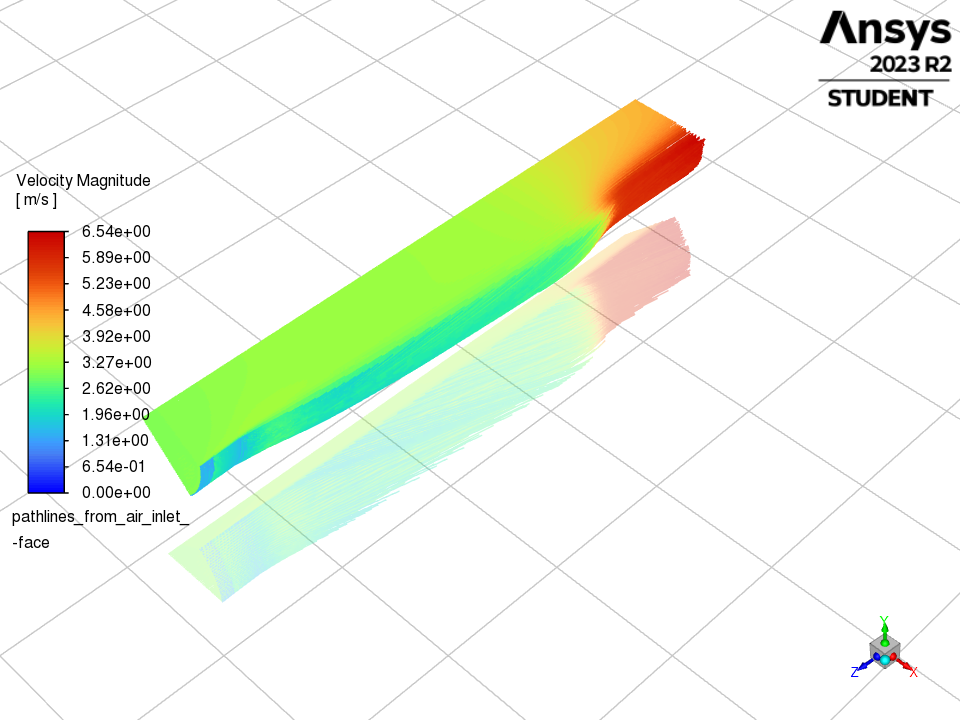 Ansys
2023 R2
STUDENT
Velocity Magnitude
[ m/s ]
6.54e+00
5.89e+00
5.23e+00
4.58e+00
3.92e+00
3.27e+00
2.62e+00
1.96e+00
1.31e+00
6.54e-01
0.00e+00
pathlines_from_air_inlet_
-face
Y
Z
X